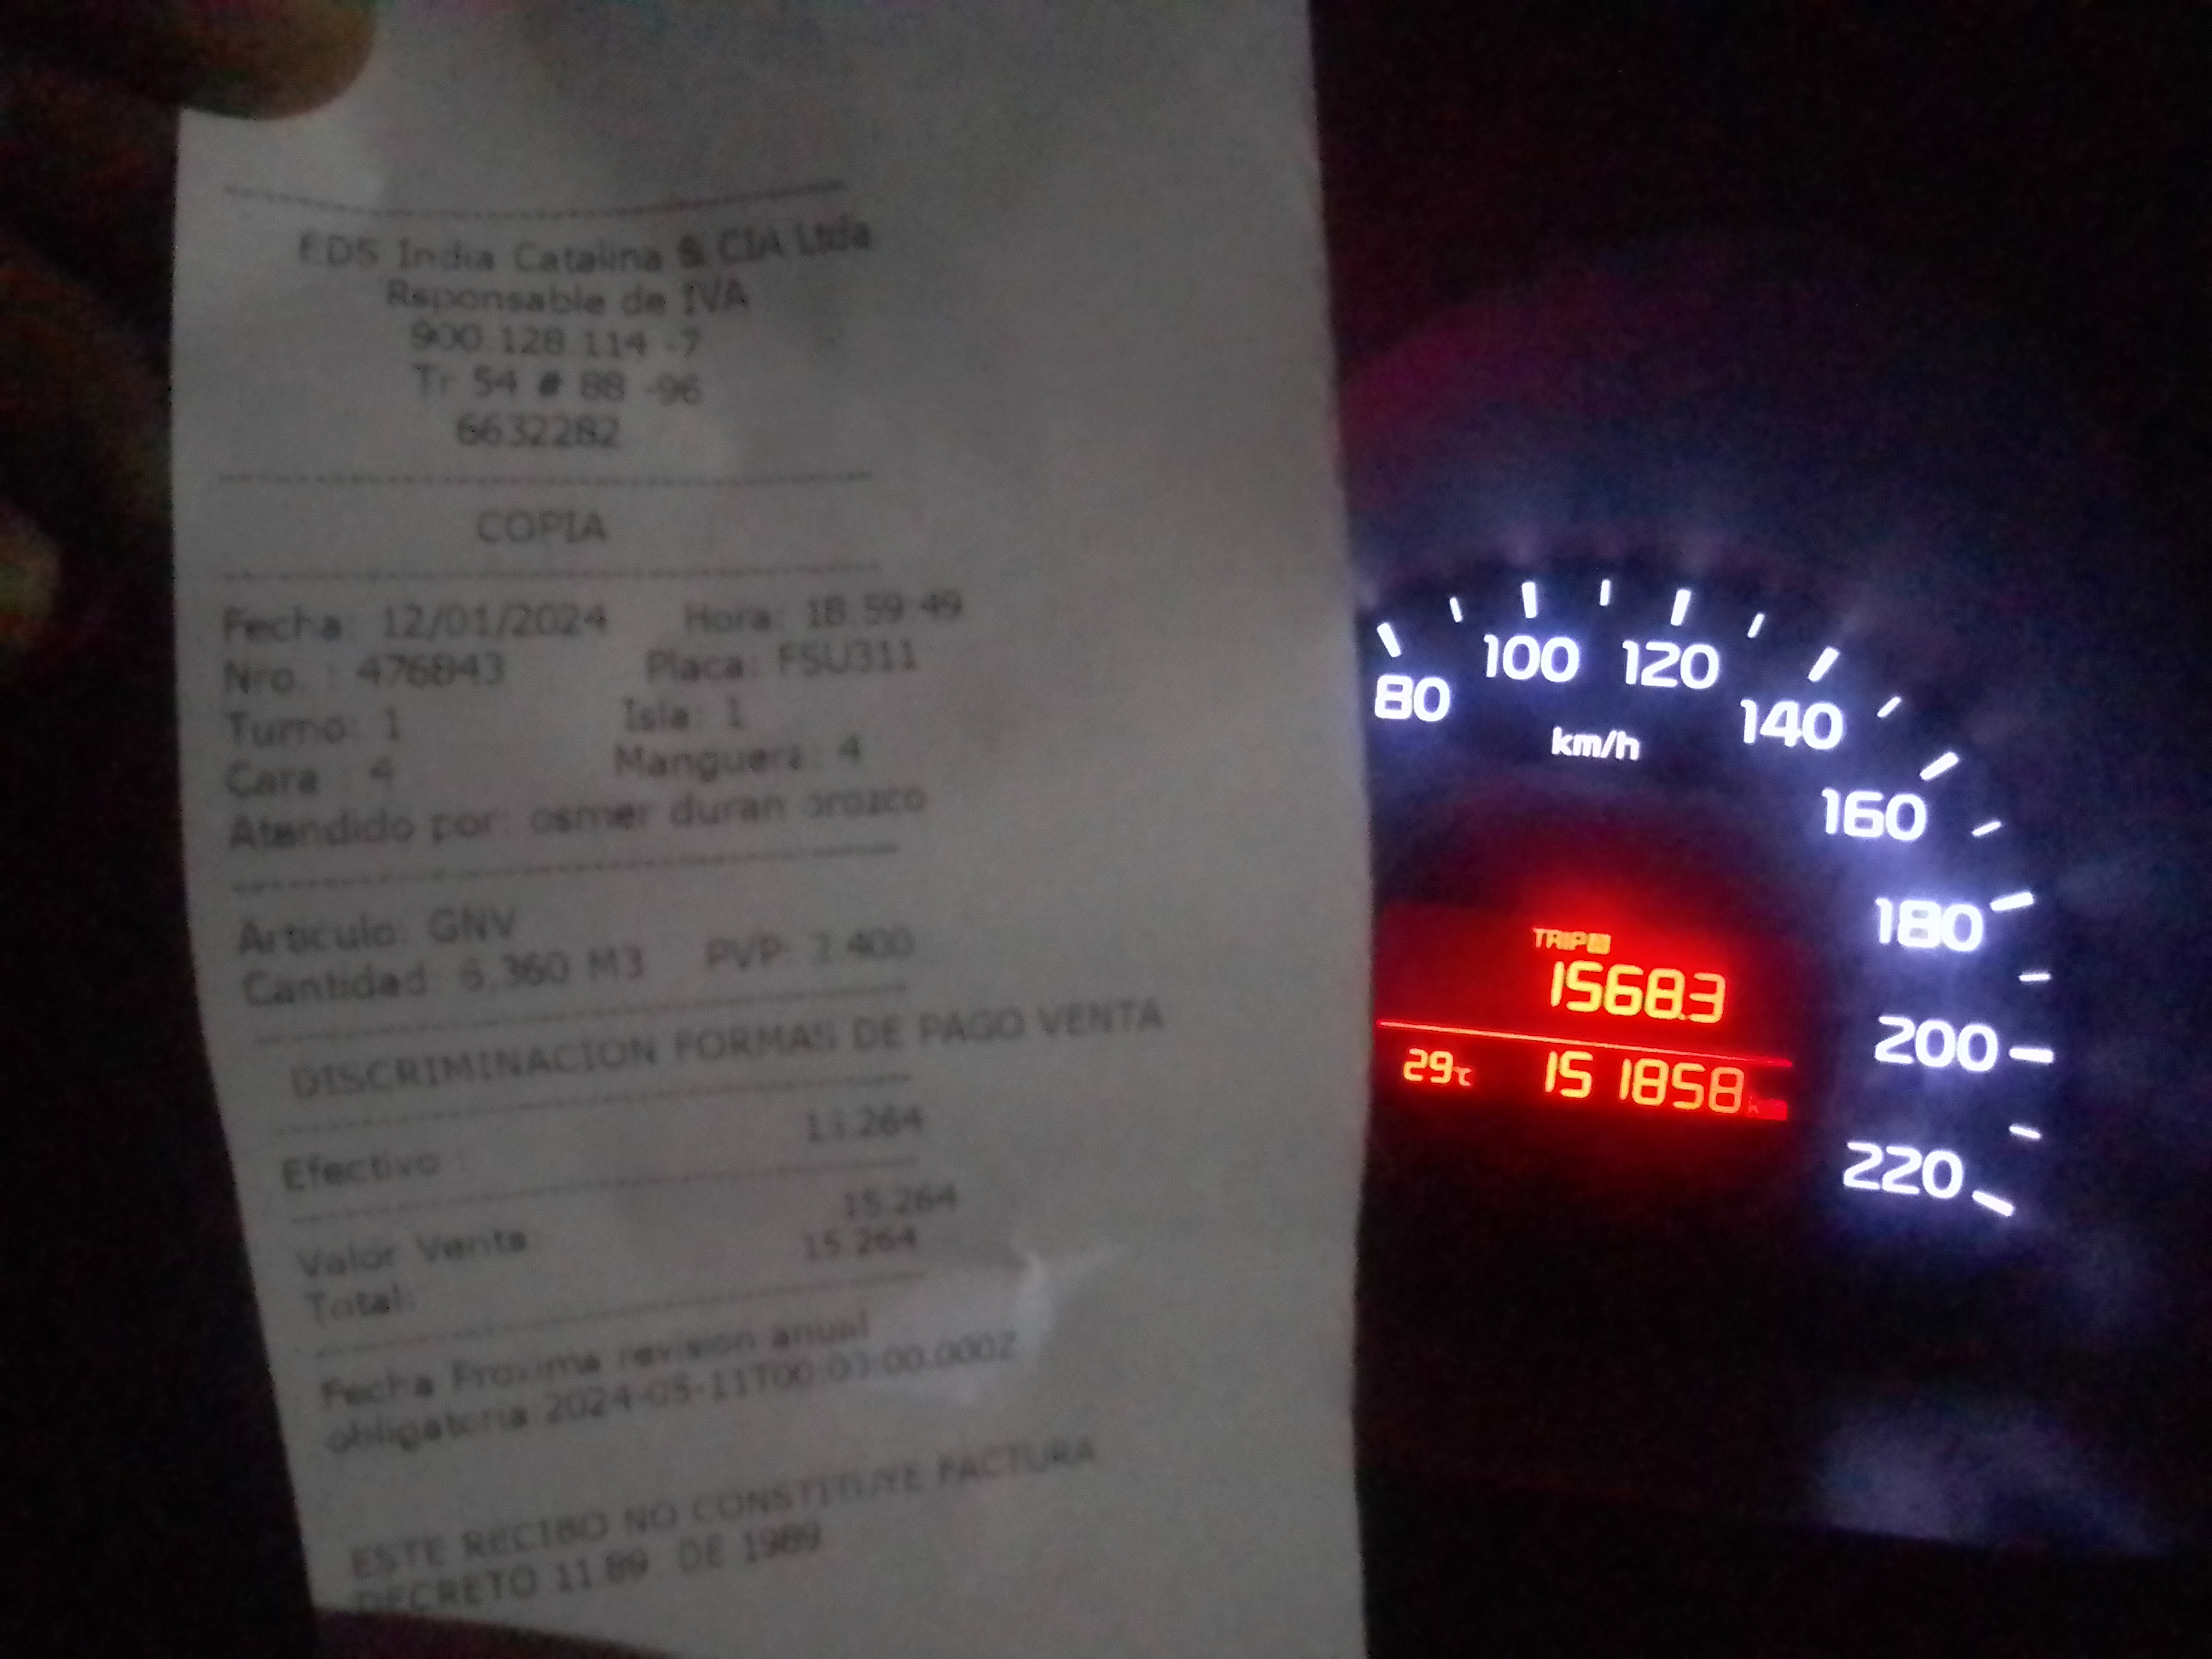 EDS India Catalina & CIA Ltda
Rsponsable de IVA
900.128.114 -7
Tr 54 # 88 -96
6632282
COPIA
Fecha: 12/01/2024 Hora: 18:59:49
Nro. : 476843 Placa: FSU311
Turno: 1 Isla: 1
Cara : 4 Manguera: 4
Atendido por: osmer duran orozco
Articulo: GNV
Cantidad: 6,360 M3 PVP: 2.400
DISCRIMINACION FORMAS DE PAGO VENTA
Efectivo : 15.264
Valor Venta: 15.264
Total: 15.264
Fecha Proxima revision anual
obligatoria 2024-05-11T00:00:00.000Z
ESTE RECIBO NO CONSTITUYE FACTURA
DECRETO 11.89 DE 1989
80 100 120 140 160 180 200 220
km/h
TRIP
1568.3
29°C 151858 km